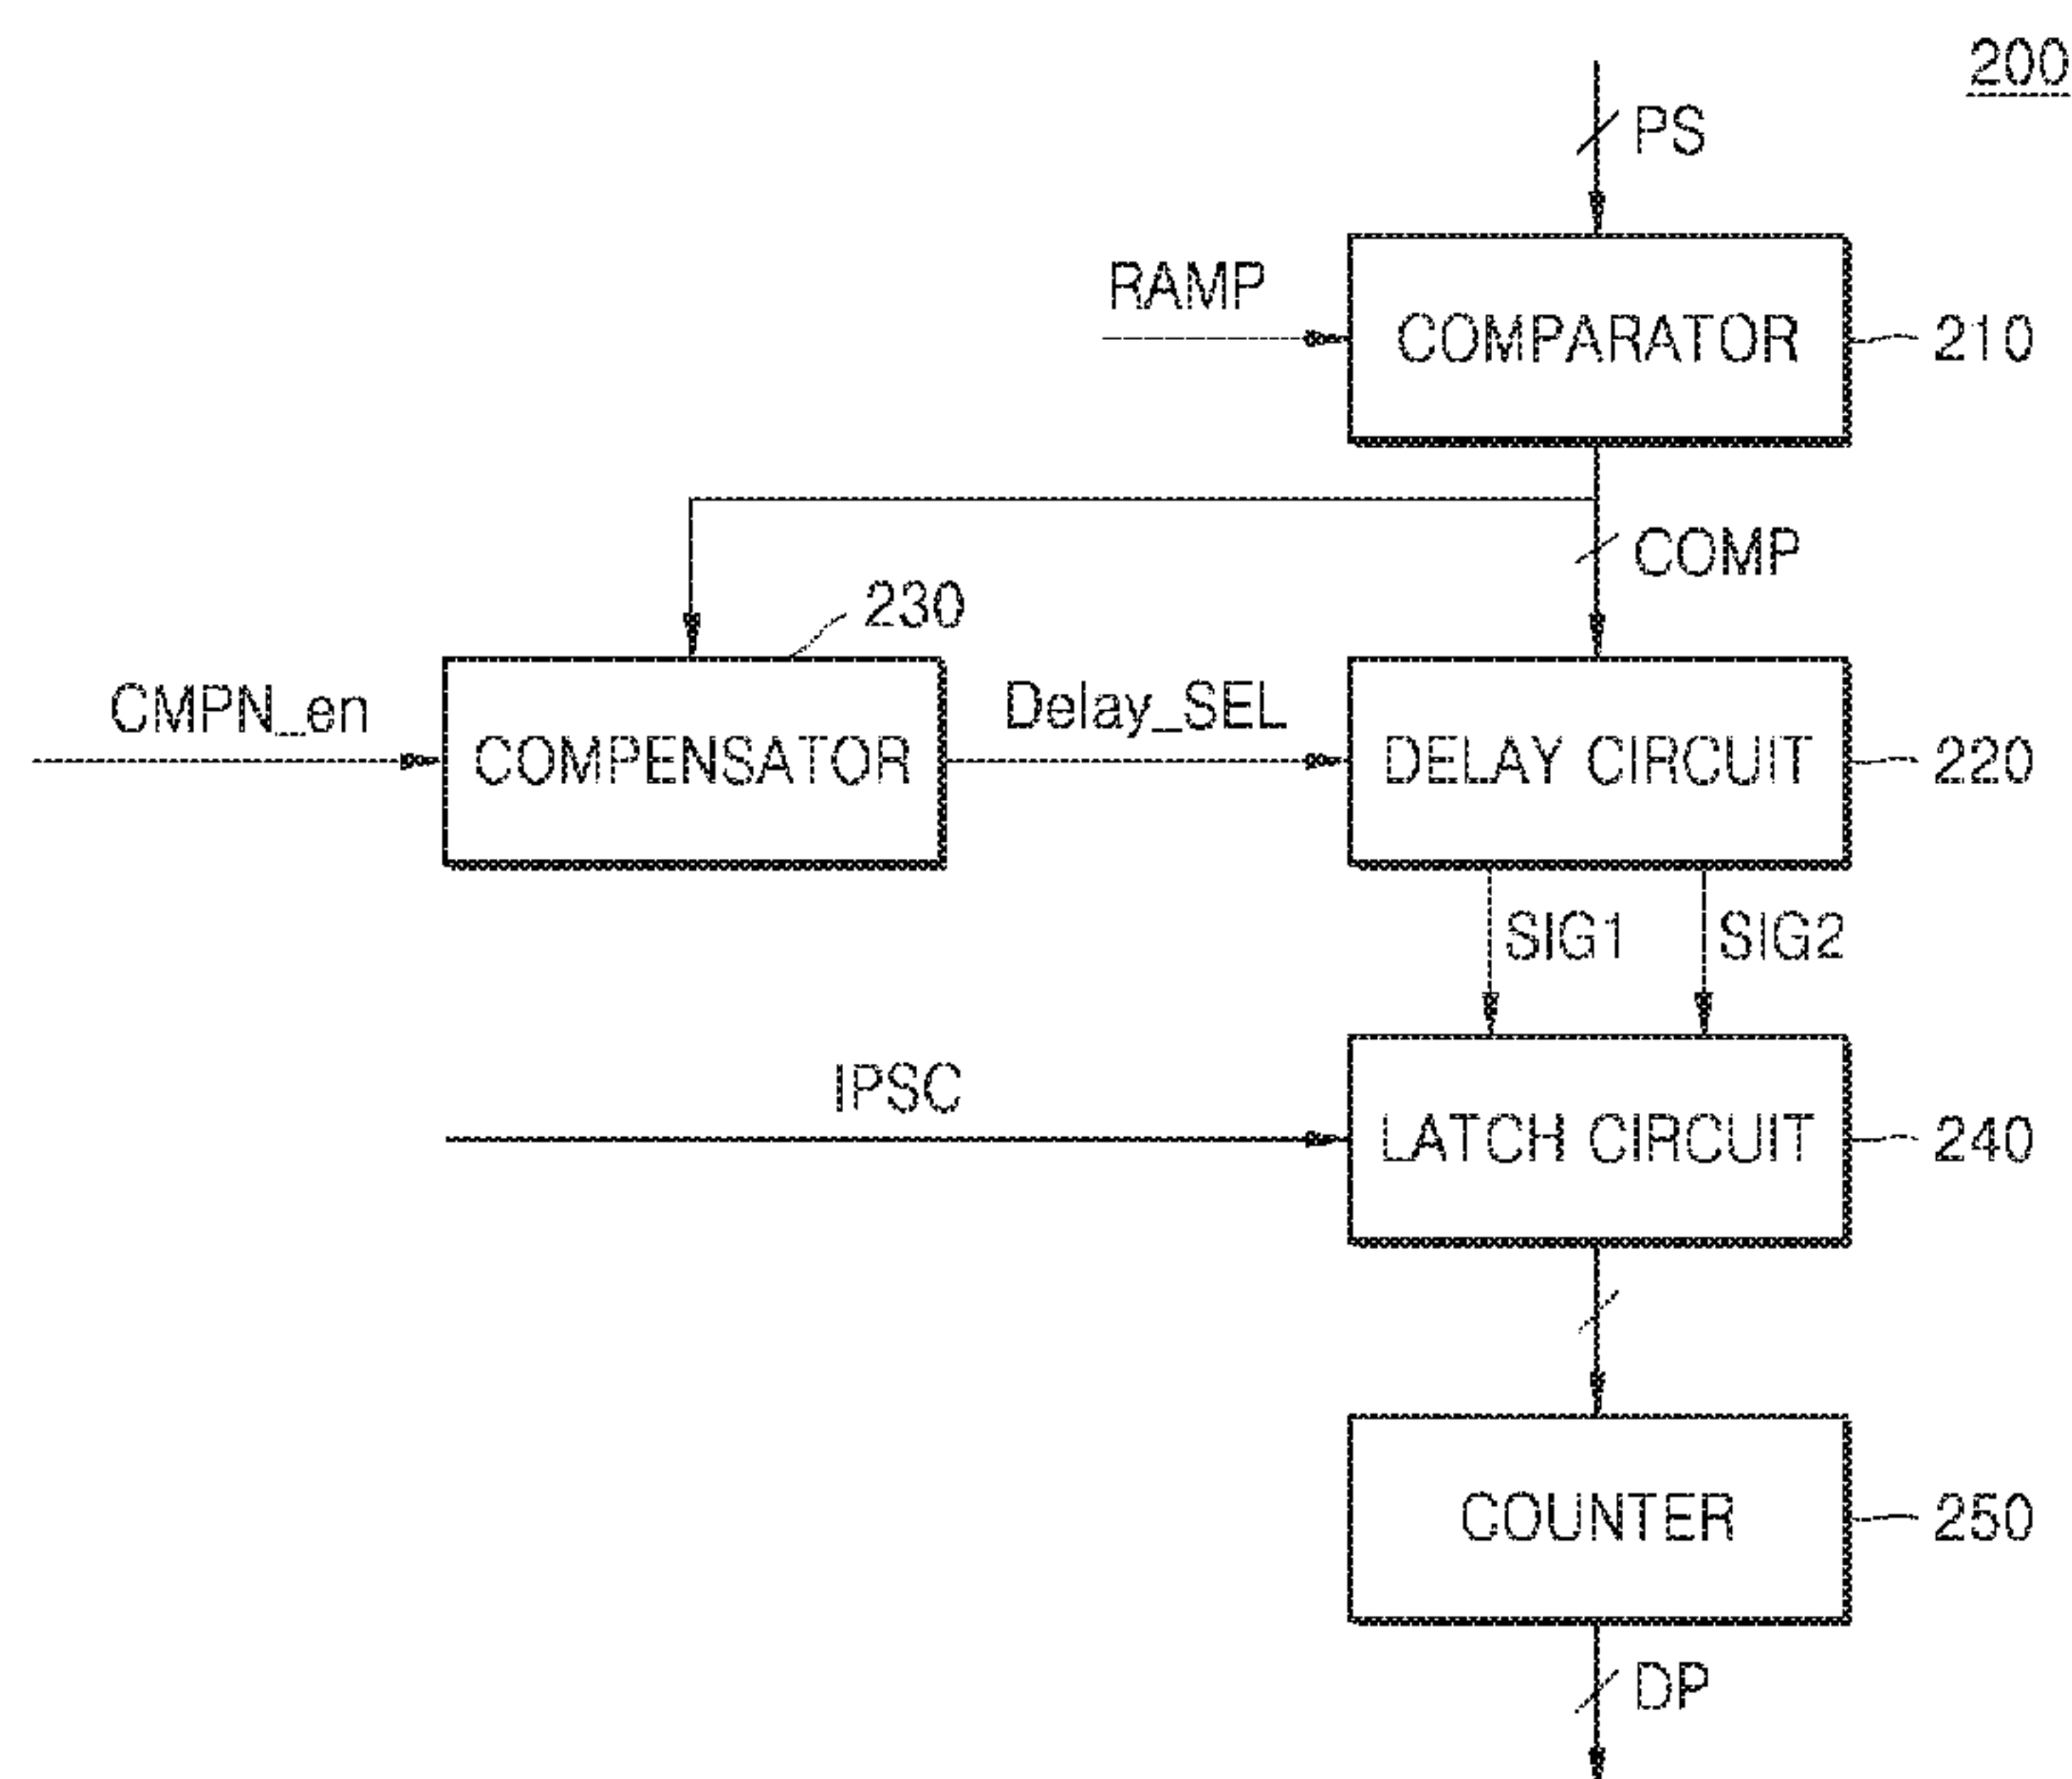 200
PS
RAMP
COMPARATOR
210
COMP
230
CMPN_en
COMPENSATOR
Delay_SEL
DELAY CIRCUIT
220
SIG1
SIG2
IPSC
LATCH CIRCUIT
240
COUNTER
250
DP